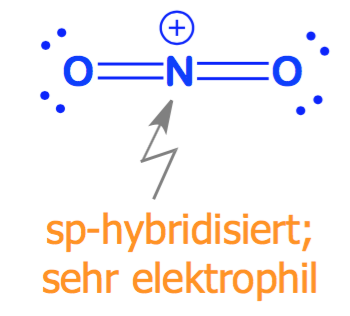 O=N=O
+
sp-hybridisiert;
sehr elektrophil